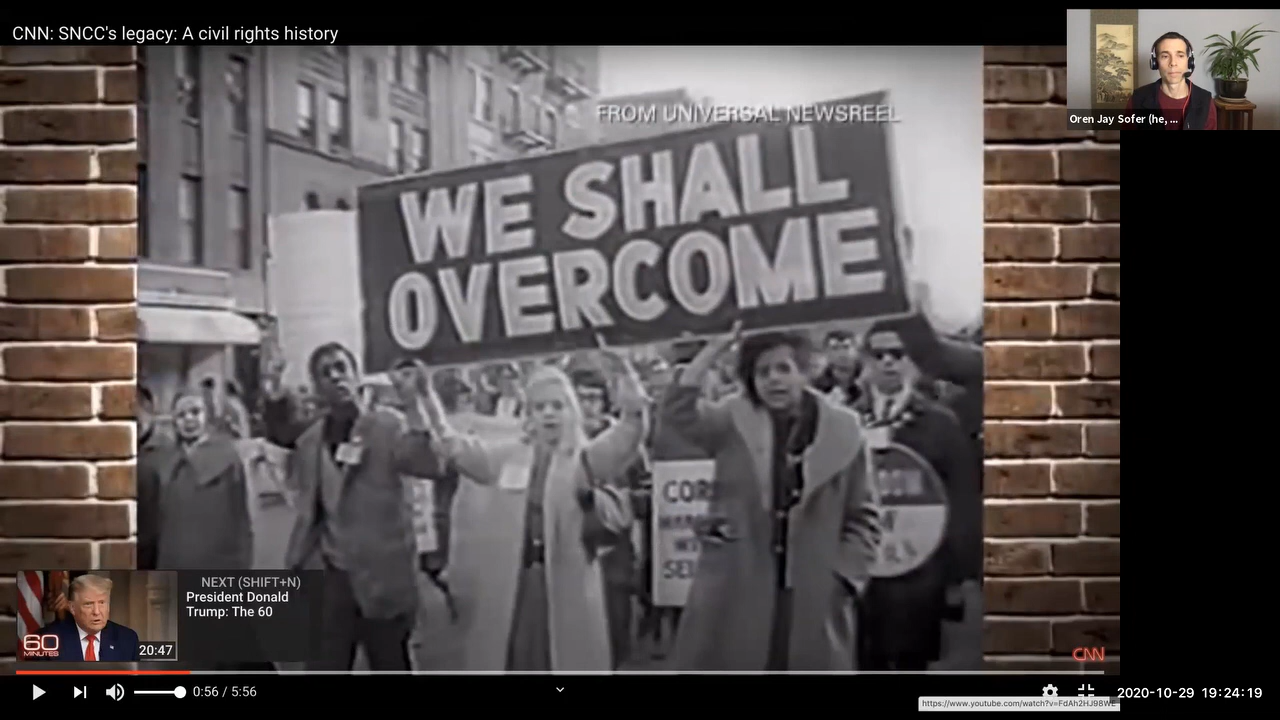 CNN: SNCC's legacy: A civil rights history
Oren Jay Sofer (he, ...
FROM UNIVERSAL NEWSREEL
WE SHALL
OVERCOME
COR
SE
NEXT (SHIFT+N)
President Donald
Trump: The 60
60
MINUTES
20:47
CNN
0:56 / 5:56
2020-10-29 19:24:19
https://www.youtube.com/watch?v=FdAh2HJ98WE